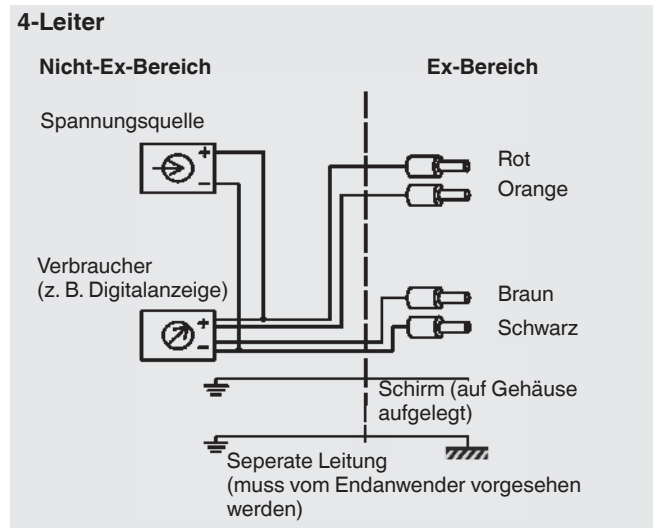 4-Leiter
Nicht-Ex-Bereich
Ex-Bereich
Spannungsquelle
+
–
Rot
Orange
Verbraucher
(z. B. Digitalanzeige)
+
–
Braun
Schwarz
Schirm (auf Gehäuse
aufgelegt)
Seperate Leitung
(muss vom Endanwender vorgesehen
werden)